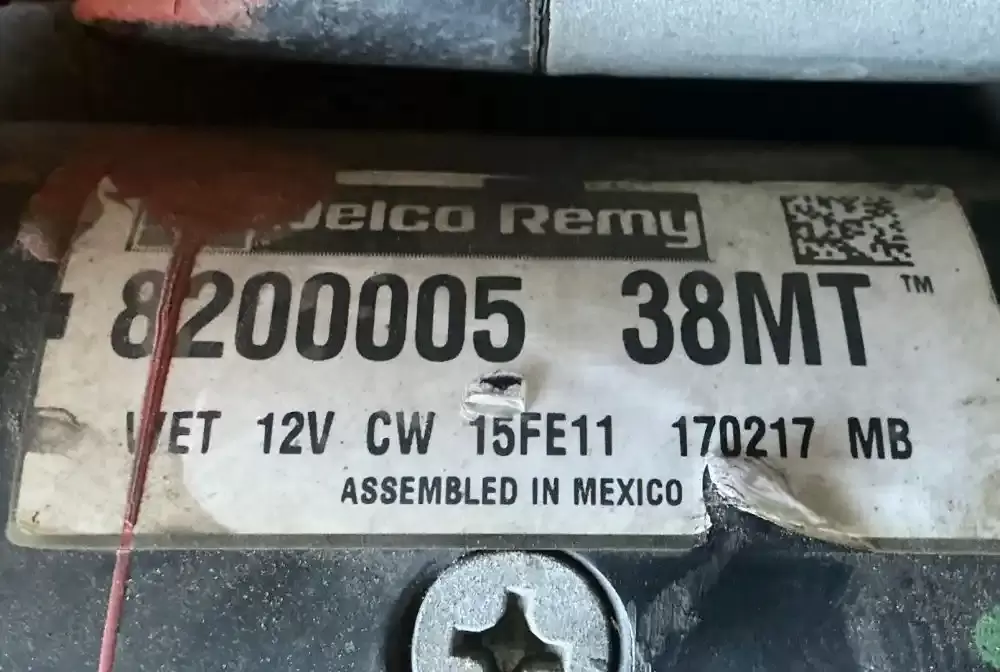 Delco Remy
8200005 38MT™
WET 12V CW 15FE11 170217 MB
ASSEMBLED IN MEXICO